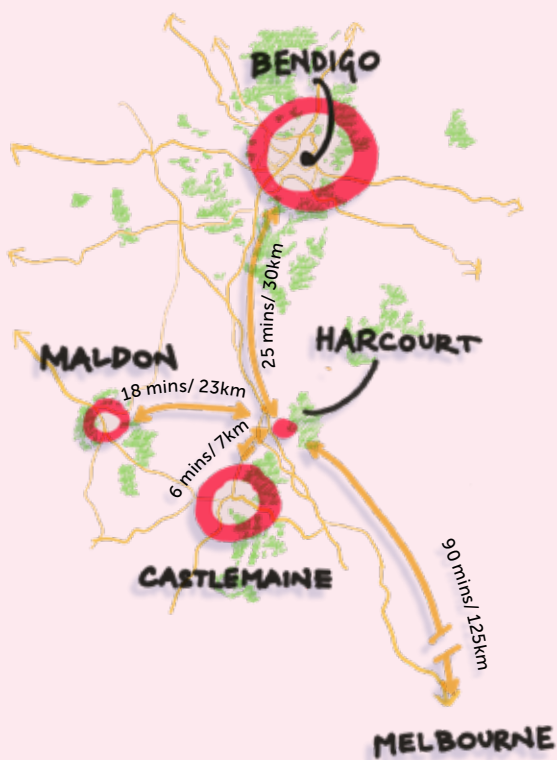 BENDIGO
25 mins/ 30km
HARCOURT
MALDON
18 mins/ 23km
6 mins/ 7km
CASTLEMAINE
90 mins/ 125km
MELBOURNE